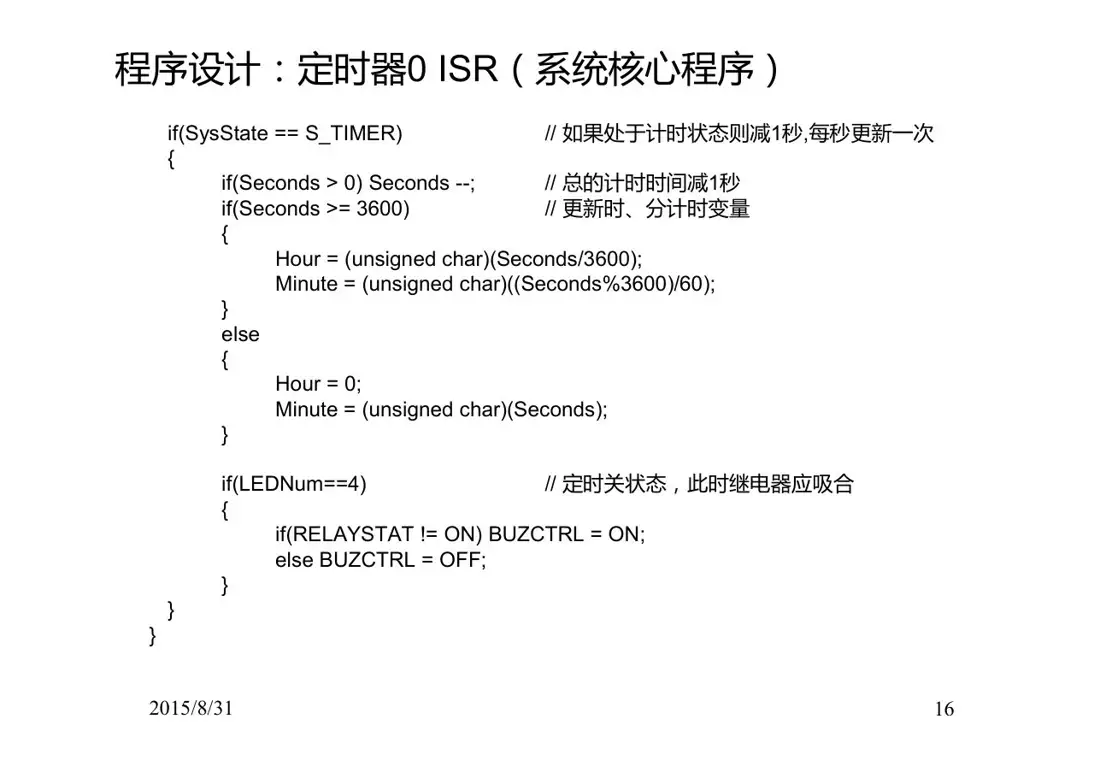 程序设计：定时器0 ISR（系统核心程序）
if(SysState == S_TIMER) // 如果处于计时状态则减1秒,每秒更新一次
{
if(Seconds > 0) Seconds --; // 总的计时时间减1秒
if(Seconds >= 3600) // 更新时、分计时变量
{
Hour = (unsigned char)(Seconds/3600);
Minute = (unsigned char)((Seconds%3600)/60);
}
else
{
Hour = 0;
Minute = (unsigned char)(Seconds);
}
if(LEDNum==4) // 定时关状态，此时继电器应吸合
{
if(RELAYSTAT != ON) BUZCTRL = ON;
else BUZCTRL = OFF;
}
}
}
2015/8/31 16